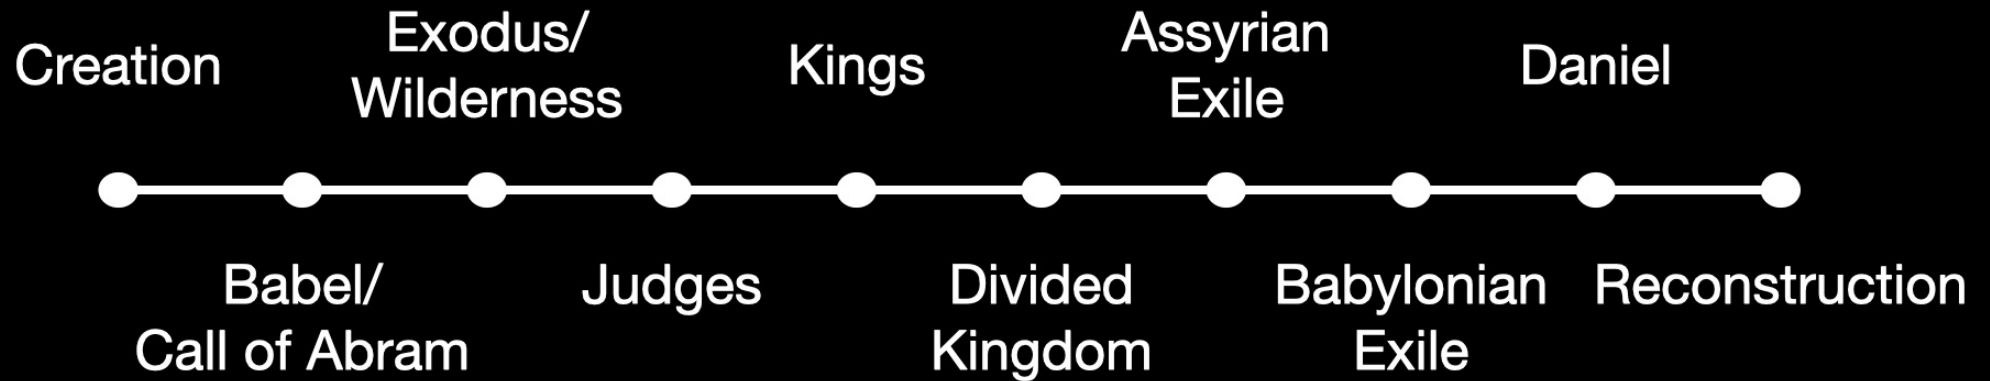 Creation
Exodus/
Wilderness
Kings
Assyrian
Exile
Daniel
Babel/
Call of Abram
Judges
Divided
Kingdom
Babylonian
Exile
Reconstruction